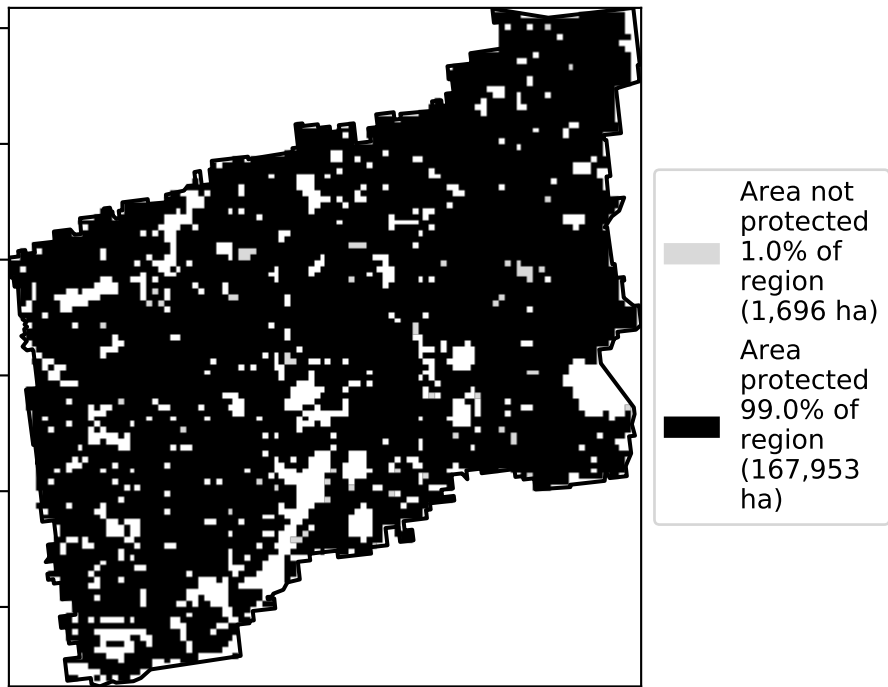 Area not
protected
1.0% of
region
(1,696 ha)
Area
protected
99.0% of
region
(167,953
ha)